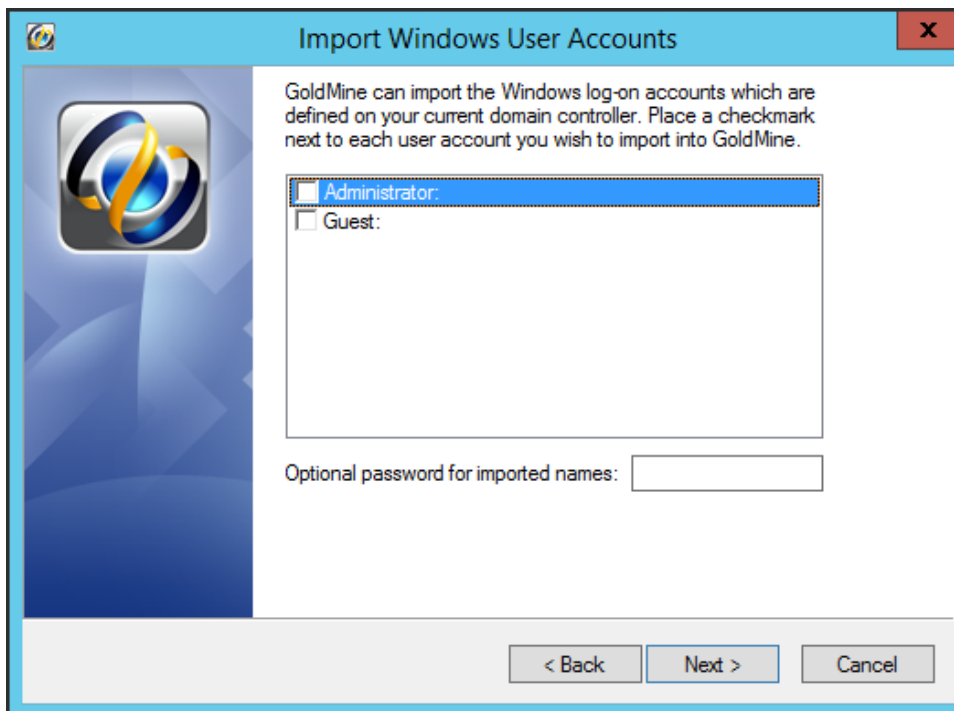 Import Windows User Accounts
x
GoldMine can import the Windows log-on accounts which are
defined on your current domain controller. Place a checkmark
next to each user account you wish to import into GoldMine.
Administrator:
Guest:
Optional password for imported names:
< Back
Next >
Cancel